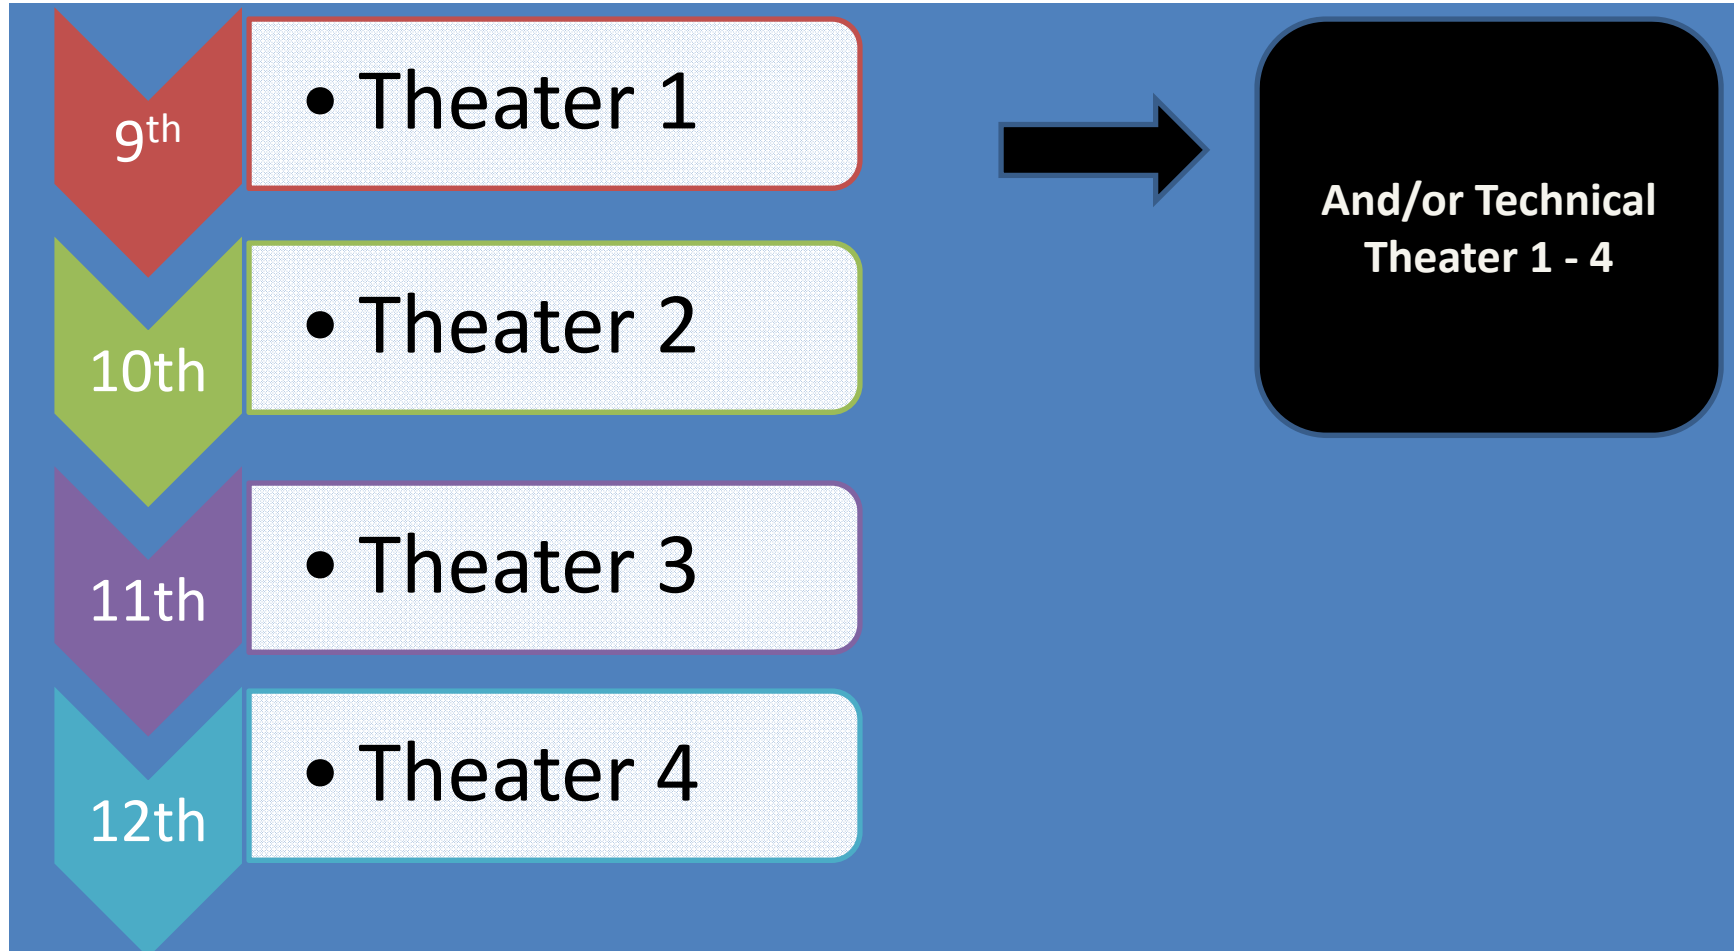 9th
• Theater 1
10th
• Theater 2
11th
• Theater 3
12th
• Theater 4
And/or Technical
Theater 1 - 4